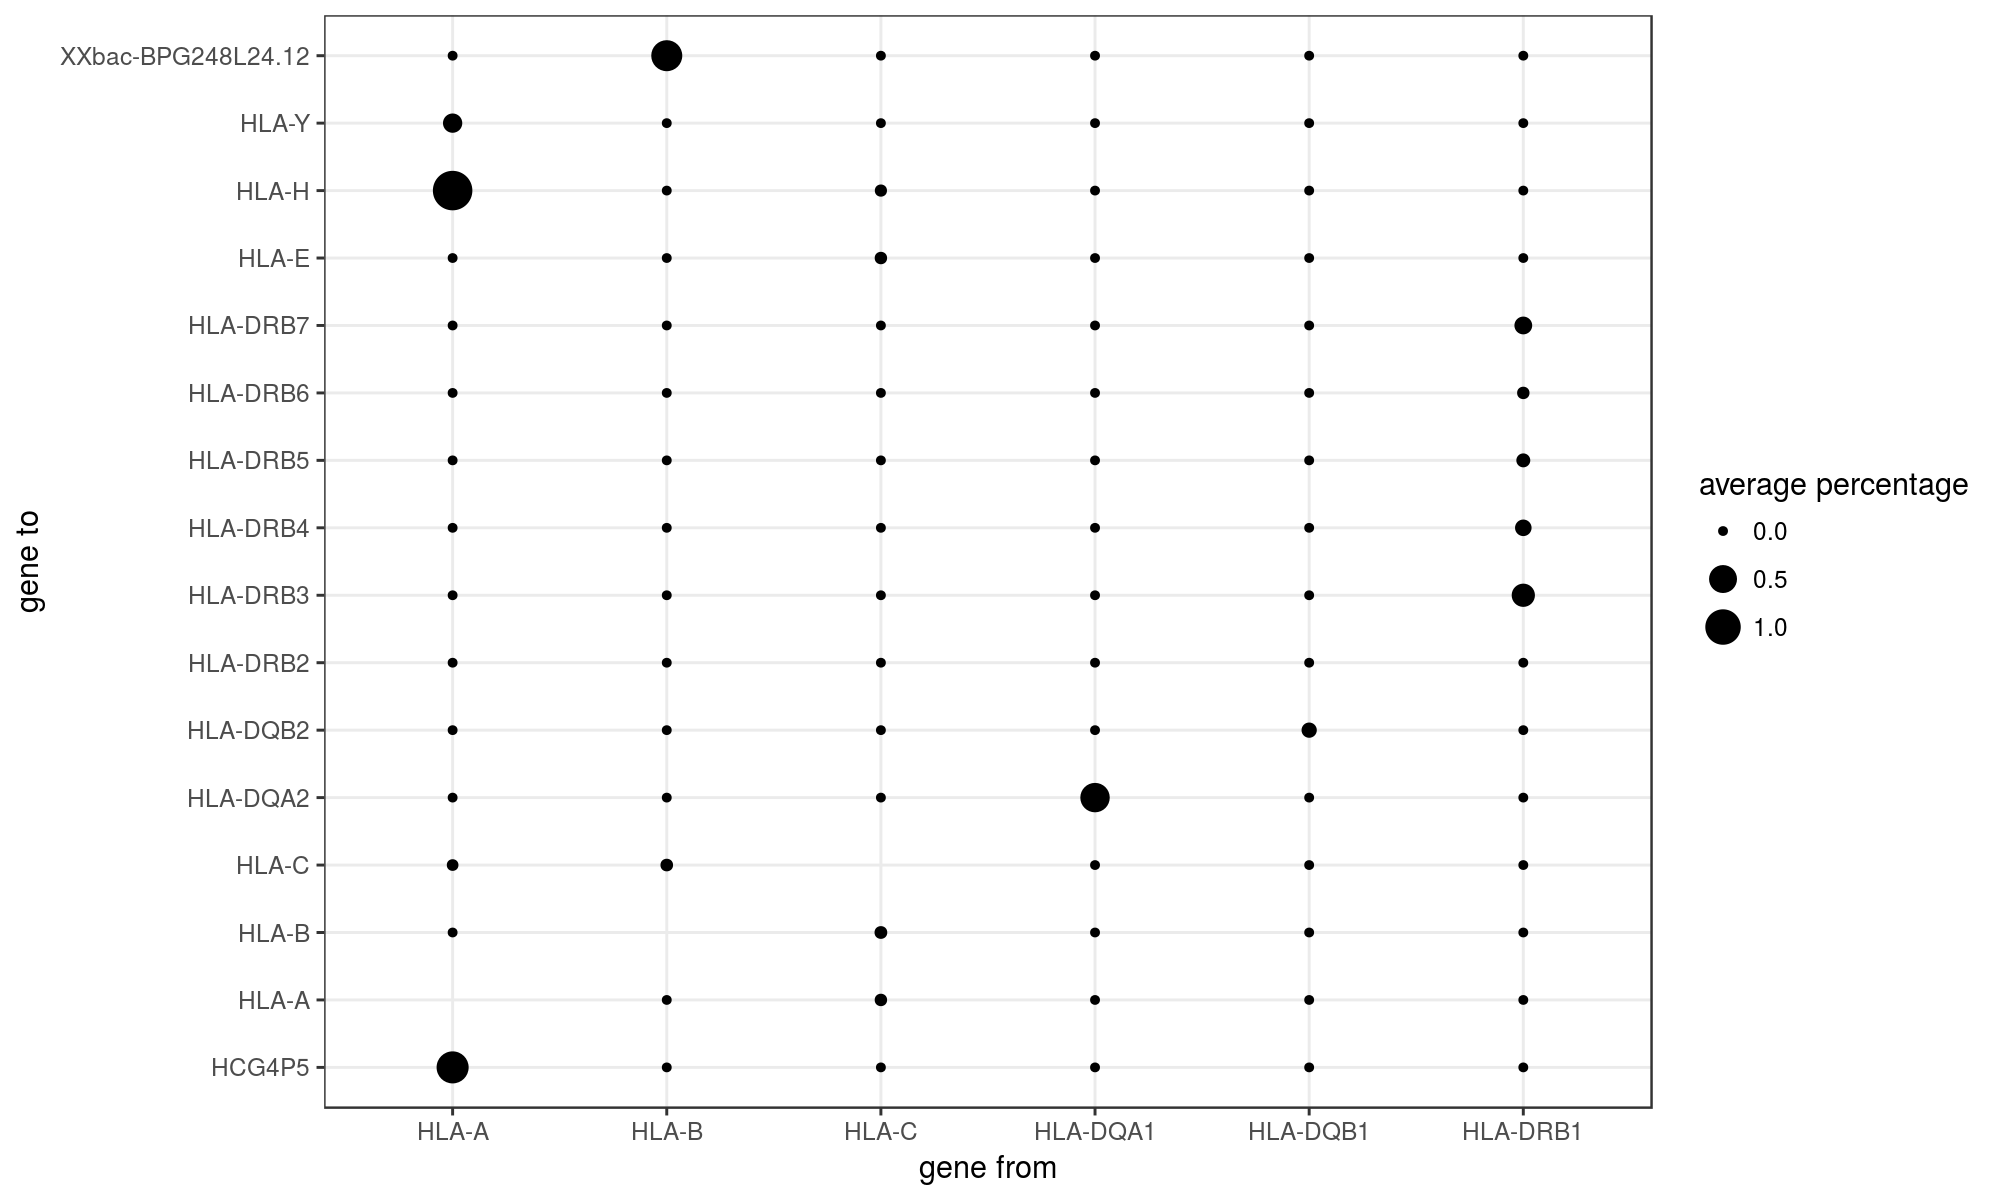 XXbac-BPG248L24.12
HLA-Y
HLA-H
HLA-E
HLA-DRB7
HLA-DRB6
HLA-DRB5
HLA-DRB4
HLA-DRB3
HLA-DRB2
HLA-DQB2
HLA-DQA2
HLA-C
HLA-B
HLA-A
HCG4P5
gene to
HLA-A HLA-B HLA-C HLA-DQA1 HLA-DQB1 HLA-DRB1
gene from
average percentage
0.0
0.5
1.0